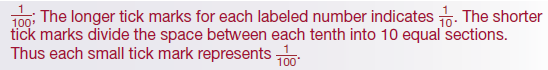 1/100; The longer tick marks for each labeled number indicates 1/10. The shorter
tick marks divide the space between each tenth into 10 equal sections.
Thus each small tick mark represents 1/100.